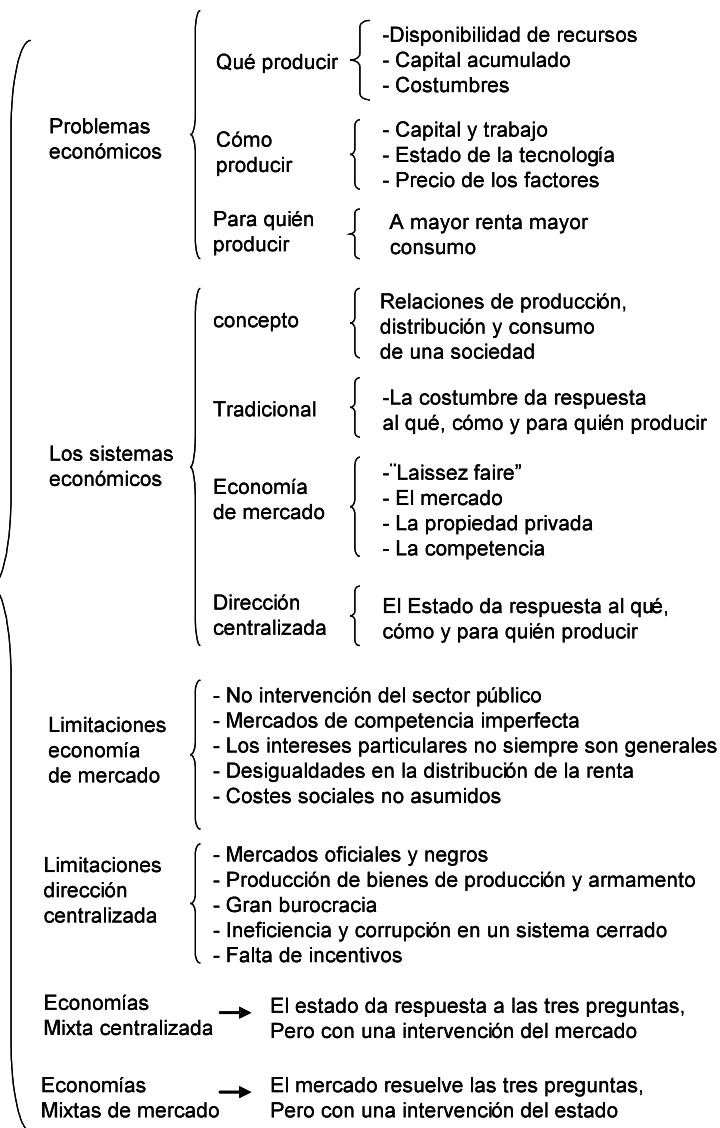 Problemas
económicos
Qué producir
-Disponibilidad de recursos
- Capital acumulado
- Costumbres
Cómo
producir
- Capital y trabajo
- Estado de la tecnología
- Precio de los factores
Para quién
producir
A mayor renta mayor
consumo
Los sistemas
económicos
concepto
Relaciones de producción,
distribución y consumo
de una sociedad
Tradicional
-La costumbre da respuesta
al qué, cómo y para quién producir
Economía
de mercado
-¨Laissez faire”
- El mercado
- La propiedad privada
- La competencia
Dirección
centralizada
El Estado da respuesta al qué,
cómo y para quién producir
Limitaciones
economía
de mercado
- No intervención del sector público
- Mercados de competencia imperfecta
- Los intereses particulares no siempre son generales
- Desigualdades en la distribución de la renta
- Costes sociales no asumidos
Limitaciones
dirección
centralizada
- Mercados oficiales y negros
- Producción de bienes de producción y armamento
- Gran burocracia
- Ineficiencia y corrupción en un sistema cerrado
- Falta de incentivos
Economías
Mixta centralizada
El estado da respuesta a las tres preguntas,
Pero con una intervención del mercado
Economías
Mixtas de mercado
El mercado resuelve las tres preguntas,
Pero con una intervención del estado